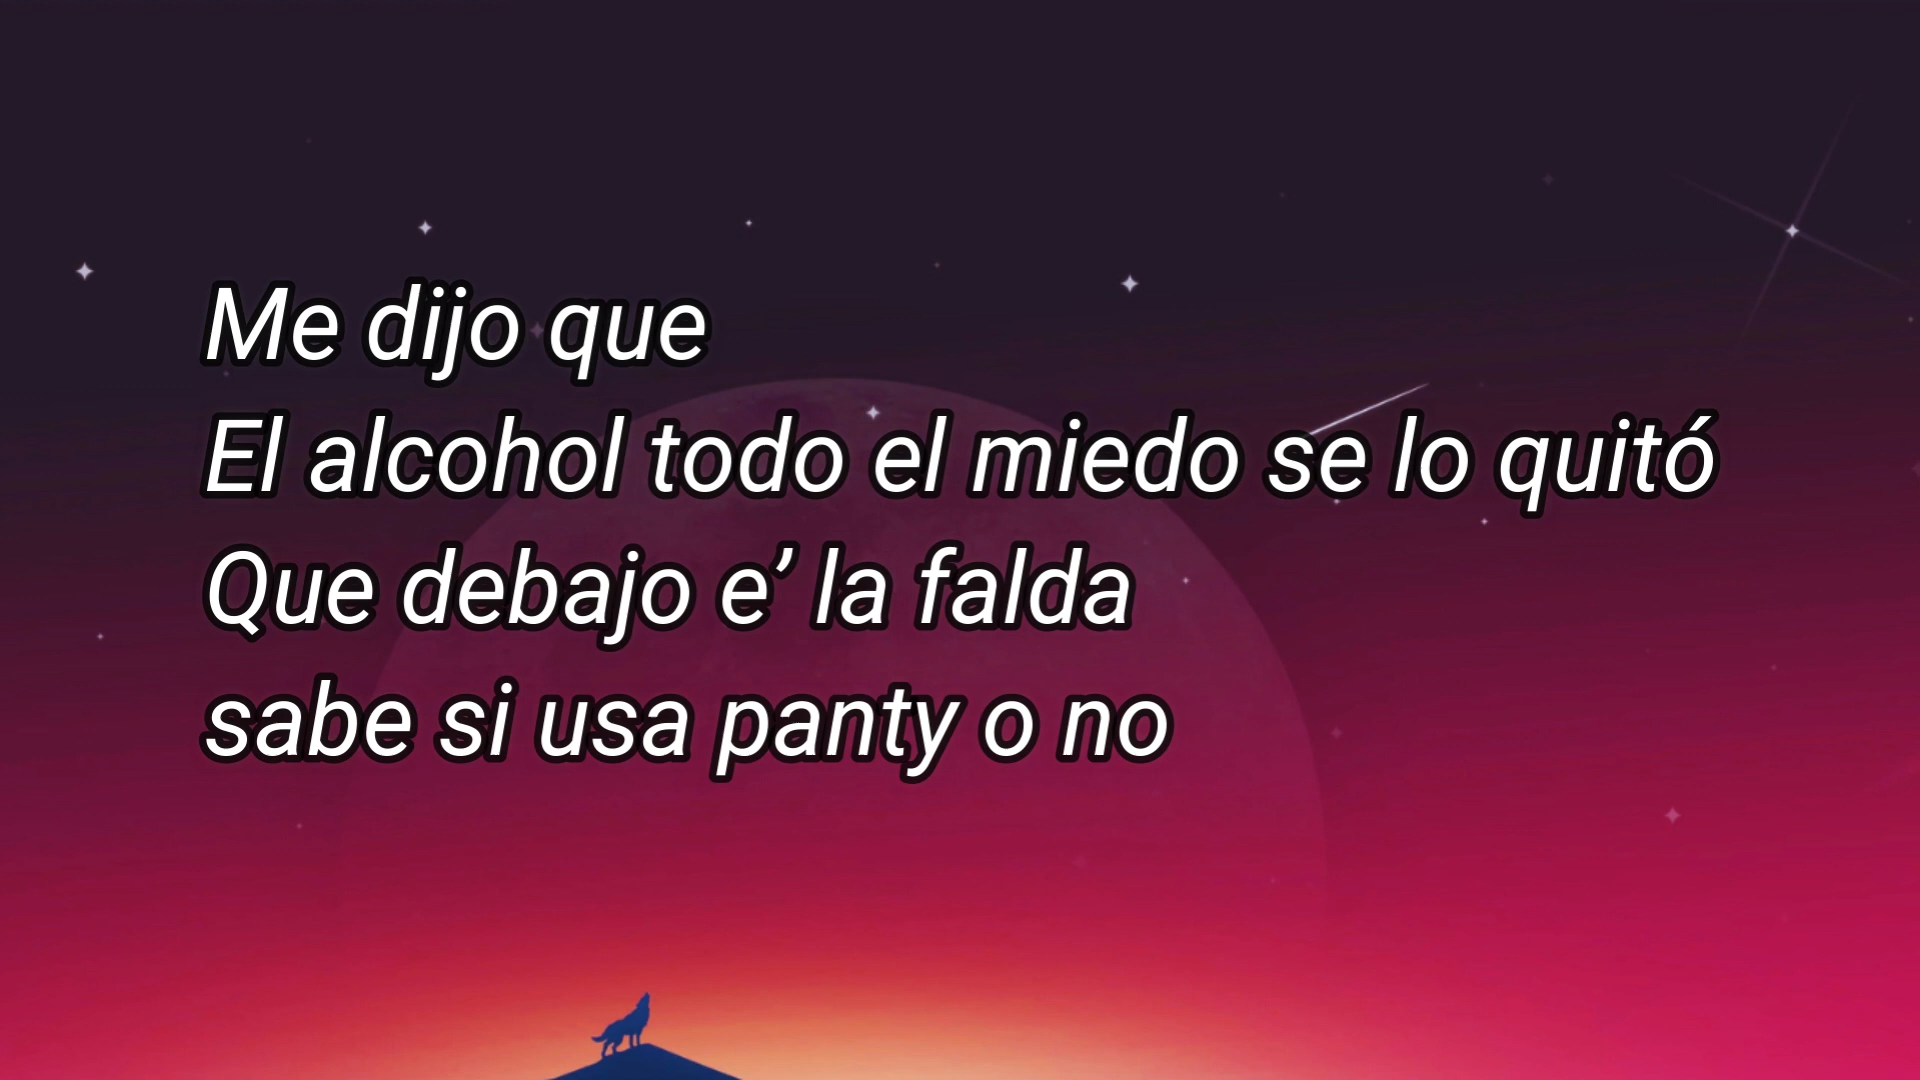 Me dijo que
El alcohol todo el miedo se lo quitó
Que debajo e’ la falda
sabe si usa panty o no